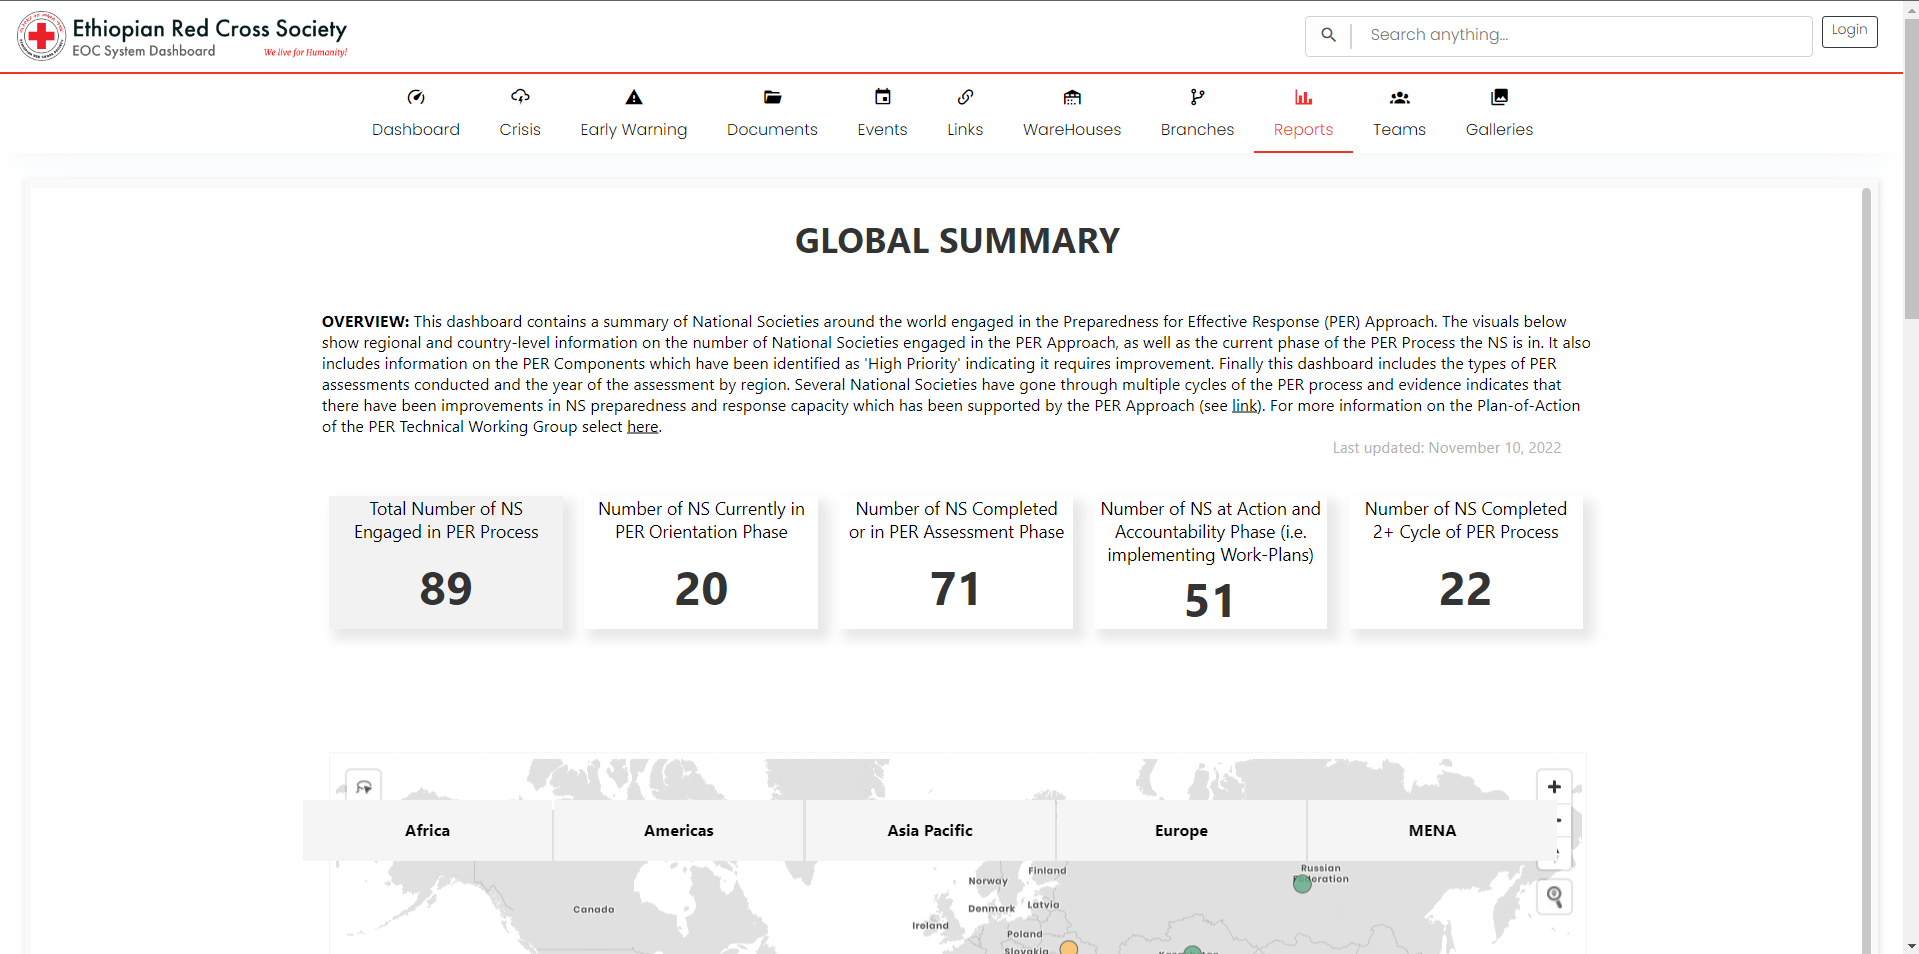 Ethiopian Red Cross Society
EOC System Dashboard
We live for Humanity!
Search anything...
Login
Dashboard
Crisis
Early Warning
Documents
Events
Links
WareHouses
Branches
Reports
Teams
Galleries
GLOBAL SUMMARY
OVERVIEW: This dashboard contains a summary of National Societies around the world engaged in the Preparedness for Effective Response (PER) Approach. The visuals below
show regional and country-level information on the number of National Societies engaged in the PER Approach, as well as the current phase of the PER Process the NS is in. It also
includes information on the PER Components which have been identified as 'High Priority' indicating it requires improvement. Finally this dashboard includes the types of PER
assessments conducted and the year of the assessment by region. Several National Societies have gone through multiple cycles of the PER process and evidence indicates that
there have been improvements in NS preparedness and response capacity which has been supported by the PER Approach (see link). For more information on the Plan-of-Action
of the PER Technical Working Group select here.
Last updated: November 10, 2022
Total Number of NS
Engaged in PER Process
89
Number of NS Currently in
PER Orientation Phase
20
Number of NS Completed
or in PER Assessment Phase
71
Number of NS at Action and
Accountability Phase (i.e.
implementing Work-Plans)
51
Number of NS Completed
2+ Cycle of PER Process
22
Africa
Americas
Asia Pacific
Europe
MENA
Canada
Norway
Finland
Denmark
Latvia
Ireland
Poland
Slovakia
Russian
Federation